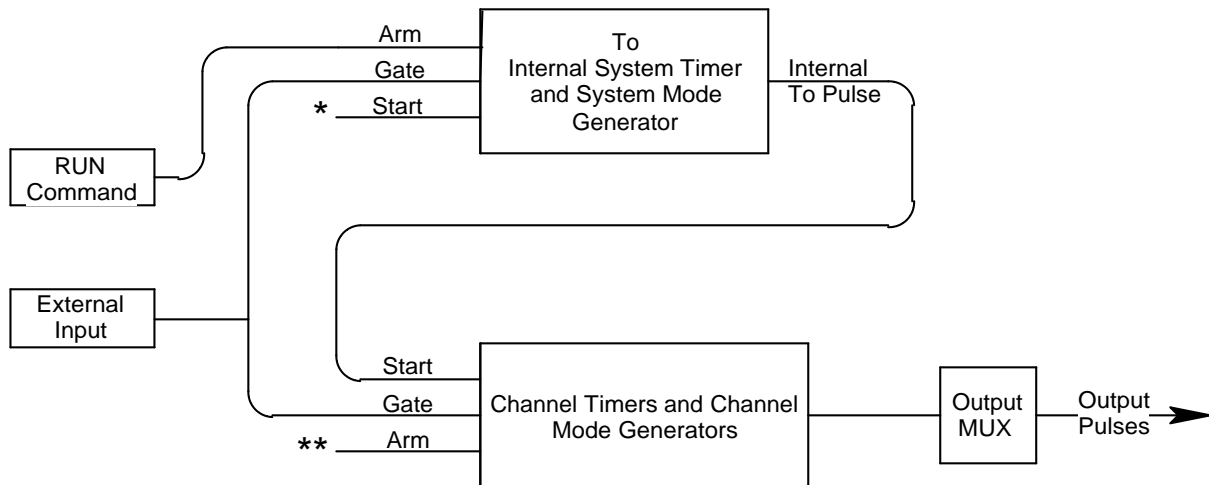 Arm
Gate
* Start
To
Internal System Timer
and System Mode
Generator
Internal
To Pulse
RUN
Command
External
Input
Start
Gate
** Arm
Channel Timers and Channel
Mode Generators
Output
MUX
Output
Pulses